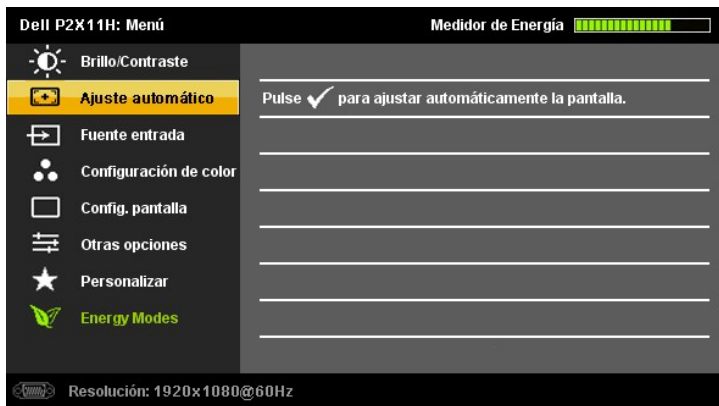 Dell P2X11H: Menú
Medidor de Energía
Brillo/Contraste
Ajuste automático
Pulse ✓ para ajustar automáticamente la pantalla.
Fuente entrada
Configuración de color
Config. pantalla
Otras opciones
Personalizar
Energy Modes
Resolución: 1920x1080@60Hz